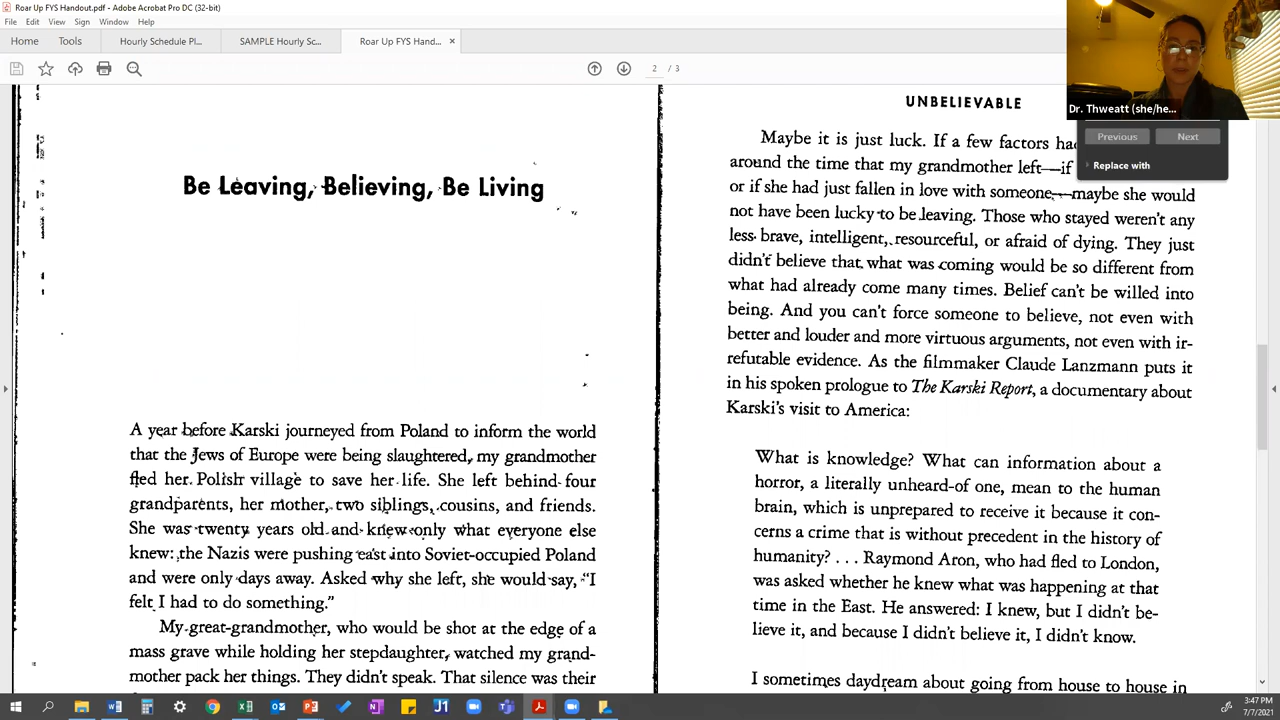 Roar Up FYS Handout.pdf - Adobe Acrobat Pro DC (32-bit)
File Edit View Sign Window Help
Home Tools Hourly Schedule Pl... SAMPLE Hourly Sc... Roar Up FYS Hand... ×
2 / 3
Dr. Thweatt (she/he...
Previous Next
Replace with
Be Leaving, Believing, Be Living
A year before Karski journeyed from Poland to inform the world
that the Jews of Europe were being slaughtered, my grandmother
fled her Polish village to save her life. She left behind four
grandparents, her mother, two siblings, cousins, and friends.
She was twenty years old and knew only what everyone else
knew: the Nazis were pushing east into Soviet-occupied Poland
and were only days away. Asked why she left, she would say, “I
felt I had to do something.”
My great-grandmother, who would be shot at the edge of a
mass grave while holding her stepdaughter, watched my grand-
mother pack her things. They didn’t speak. That silence was their
UNBELIEVABLE
Maybe it is just luck. If a few factors had
around the time that my grandmother left—if
or if she had just fallen in love with someone,—maybe she would
not have been lucky to be leaving. Those who stayed weren’t any
less brave, intelligent, resourceful, or afraid of dying. They just
didn’t believe that what was coming would be so different from
what had already come many times. Belief can’t be willed into
being. And you can’t force someone to believe, not even with
better and louder and more virtuous arguments, not even with ir-
refutable evidence. As the filmmaker Claude Lanzmann puts it
in his spoken prologue to The Karski Report, a documentary about
Karski’s visit to America:
What is knowledge? What can information about a
horror, a literally unheard-of one, mean to the human
brain, which is unprepared to receive it because it con-
cerns a crime that is without precedent in the history of
humanity? . . . Raymond Aron, who had fled to London,
was asked whether he knew what was happening at that
time in the East. He answered: I knew, but I didn’t be-
lieve it, and because I didn’t believe it, I didn’t know.
I sometimes daydream about going from house to house in
3:47 PM
7/7/2021